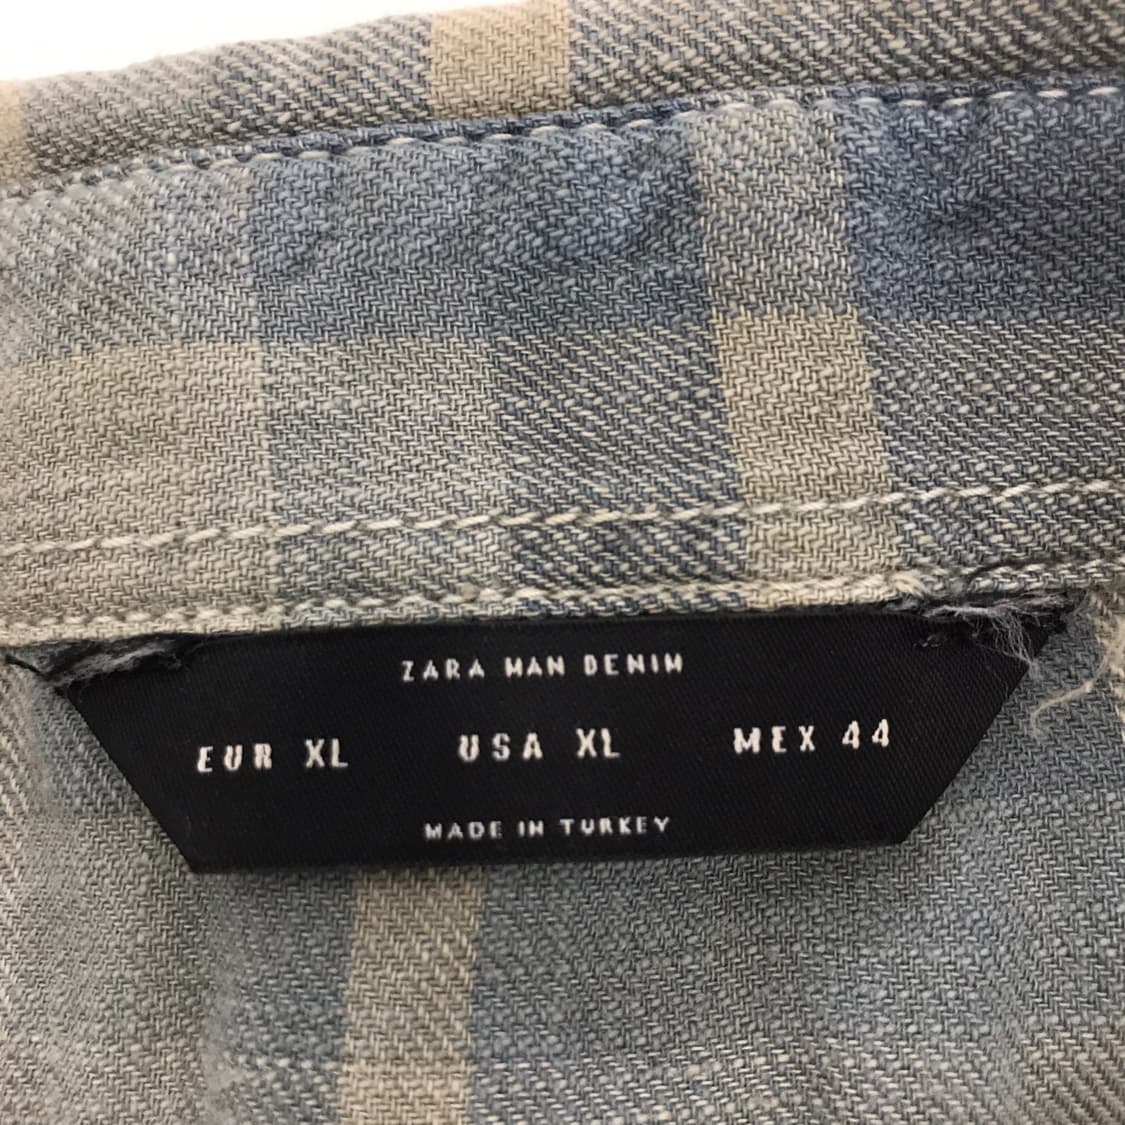 ZARA MAN DENIM
EUR XL USA XL MEX 44
MADE IN TURKEY